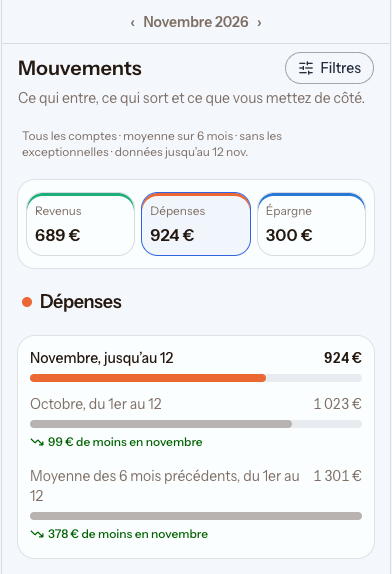 ‹ Novembre 2026 ›
Mouvements
Filtres
Ce qui entre, ce qui sort et ce que vous mettez de côté.
Tous les comptes · moyenne sur 6 mois · sans les
exceptionnelles · données jusqu'au 12 nov.
Revenus
689 €
Dépenses
924 €
Épargne
300 €
Dépenses
Novembre, jusqu'au 12 924 €
Octobre, du 1er au 12 1 023 €
99 € de moins en novembre
Moyenne des 6 mois précédents, du 1er au 1 301 €
12
378 € de moins en novembre